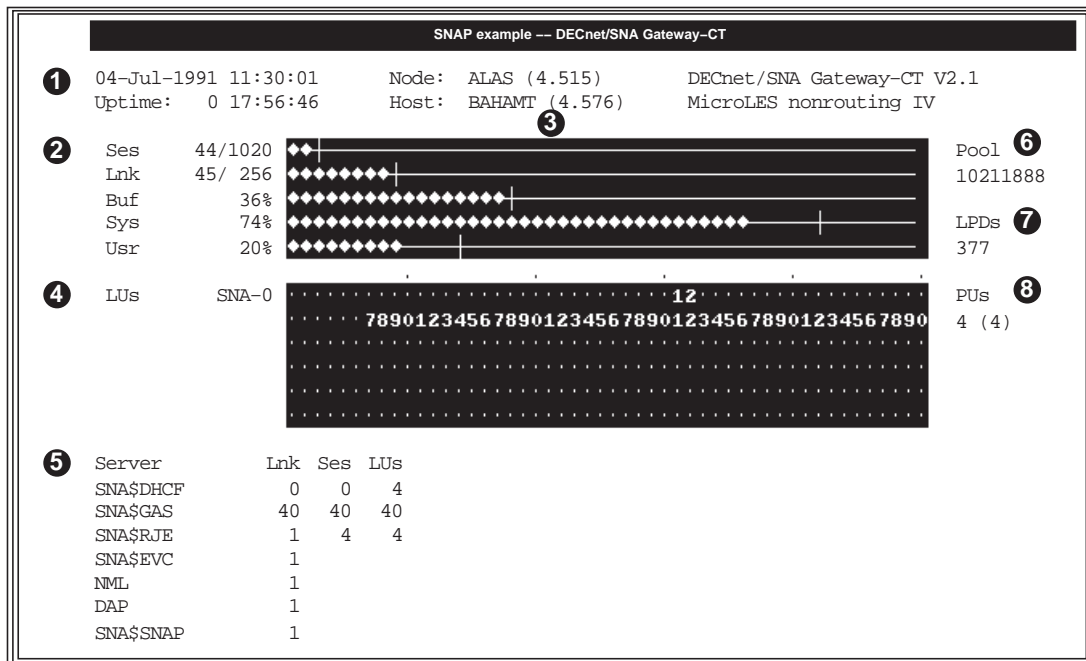 SNAP example –– DECnet/SNA Gateway–CT
1 04–Jul–1991 11:30:01 Node: ALAS (4.515) DECnet/SNA Gateway–CT V2.1
Uptime: 0 17:56:46 Host: BAHAMT (4.576) MicroLES nonrouting IV
3
2 Ses 44/1020 Pool 6
Lnk 45/ 256 10211888
Buf 36%
Sys 74% LPDs 7
Usr 20% 377
4 LUs SNA–0 12 PUs 8
78901234567890123456789012345678901234567890 4 (4)
5 Server Lnk Ses LUs
SNA$DHCF 0 0 4
SNA$GAS 40 40 40
SNA$RJE 1 4 4
SNA$EVC 1
NML 1
DAP 1
SNA$SNAP 1